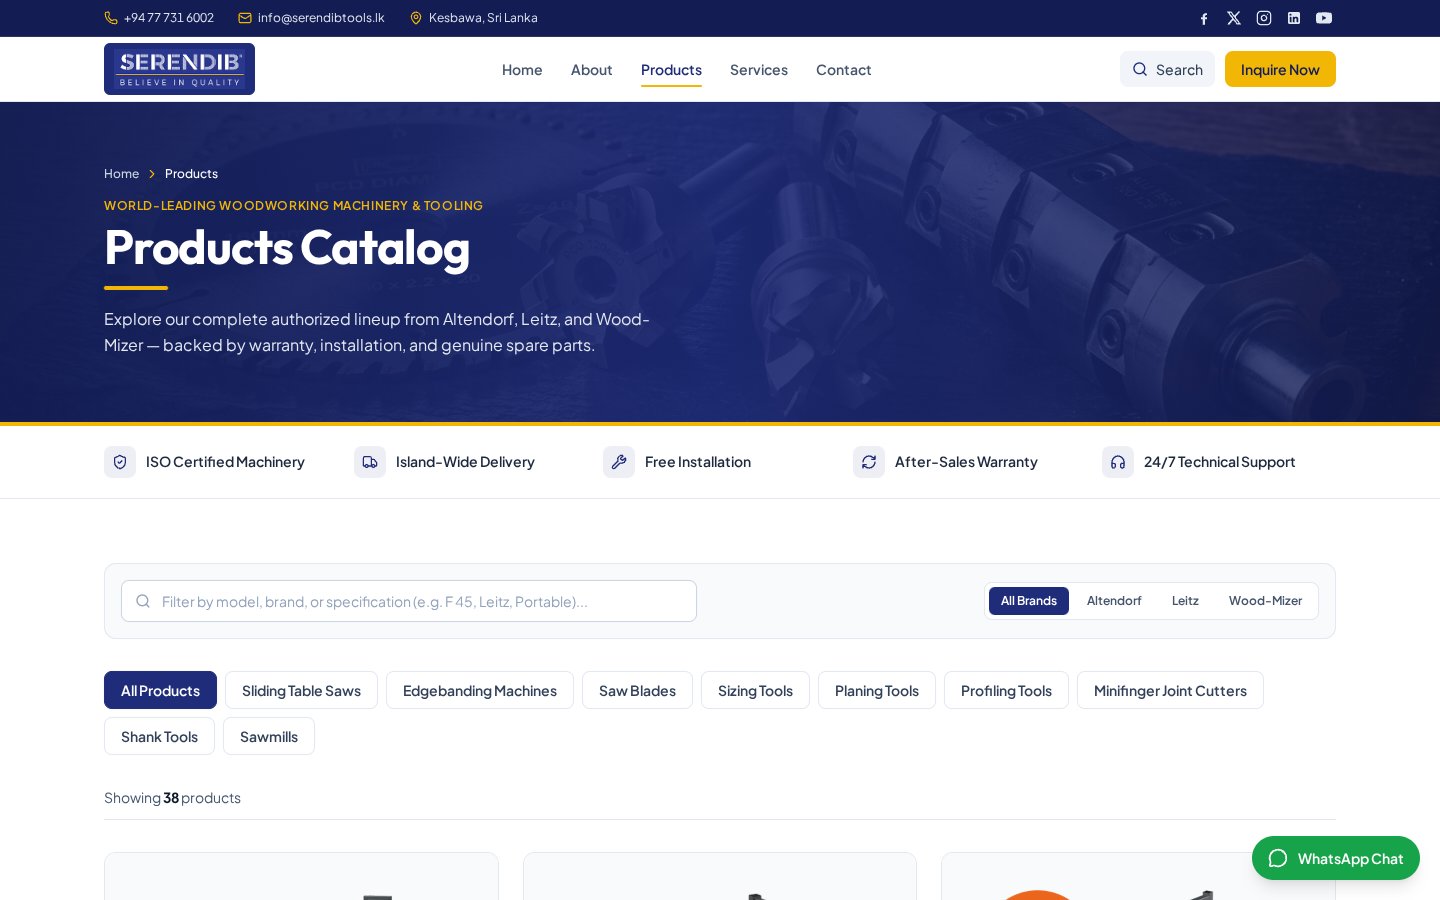 +94 77 731 6002
info@serendibtools.lk
Kesbawa, Sri Lanka
SERENDIB
BELIEVE IN QUALITY
Home
About
Products
Services
Contact
Search
Inquire Now
Home
Products
WORLD-LEADING WOODWORKING MACHINERY & TOOLING
Products Catalog
Explore our complete authorized lineup from Altendorf, Leitz, and Wood-
Mizer — backed by warranty, installation, and genuine spare parts.
ISO Certified Machinery
Island-Wide Delivery
Free Installation
After-Sales Warranty
24/7 Technical Support
Filter by model, brand, or specification (e.g. F 45, Leitz, Portable)...
All Brands
Altendorf
Leitz
Wood-Mizer
All Products
Sliding Table Saws
Edgebanding Machines
Saw Blades
Sizing Tools
Planing Tools
Profiling Tools
Minifinger Joint Cutters
Shank Tools
Sawmills
Showing 38 products
WhatsApp Chat